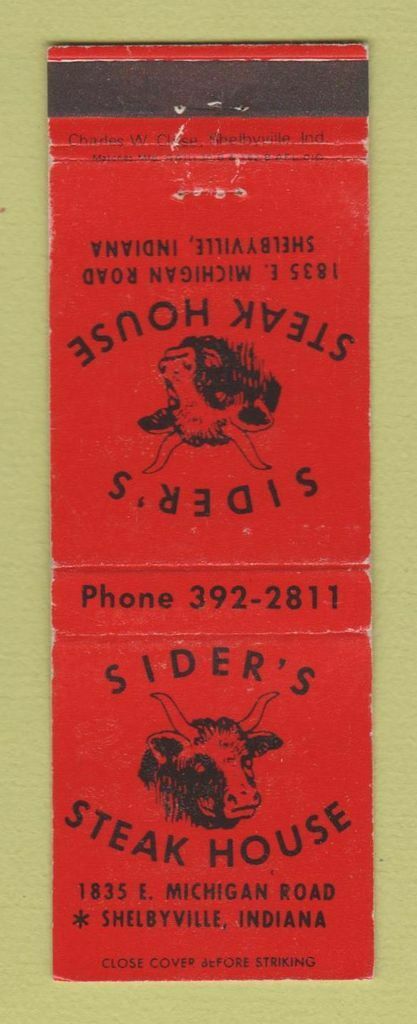 Charles W. Close, Shelbyville, Ind.
SIDER'S
STEAK HOUSE
1835 E. MICHIGAN ROAD
SHELBYVILLE, INDIANA
Phone 392-2811
SIDER'S
STEAK HOUSE
1835 E. MICHIGAN ROAD
* SHELBYVILLE, INDIANA
CLOSE COVER BEFORE STRIKING